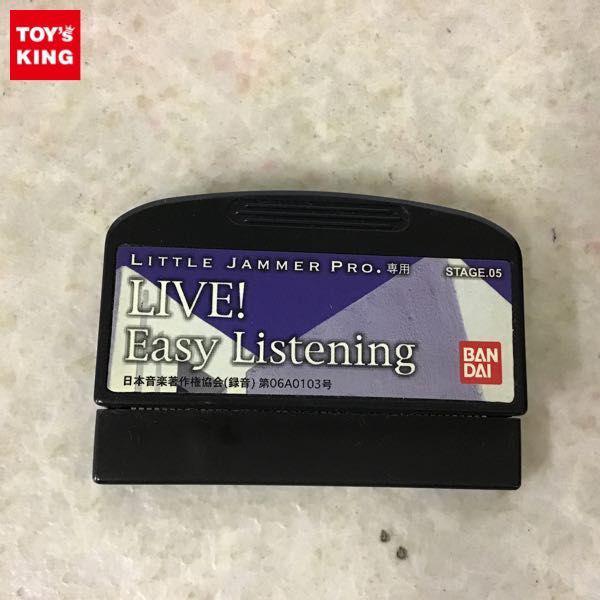 TOY's
KING
LITTLE JAMMER PRO. 専用
STAGE.05
LIVE!
Easy Listening
BAN
DAI
日本音楽著作権協会(録音) 第06A0103号